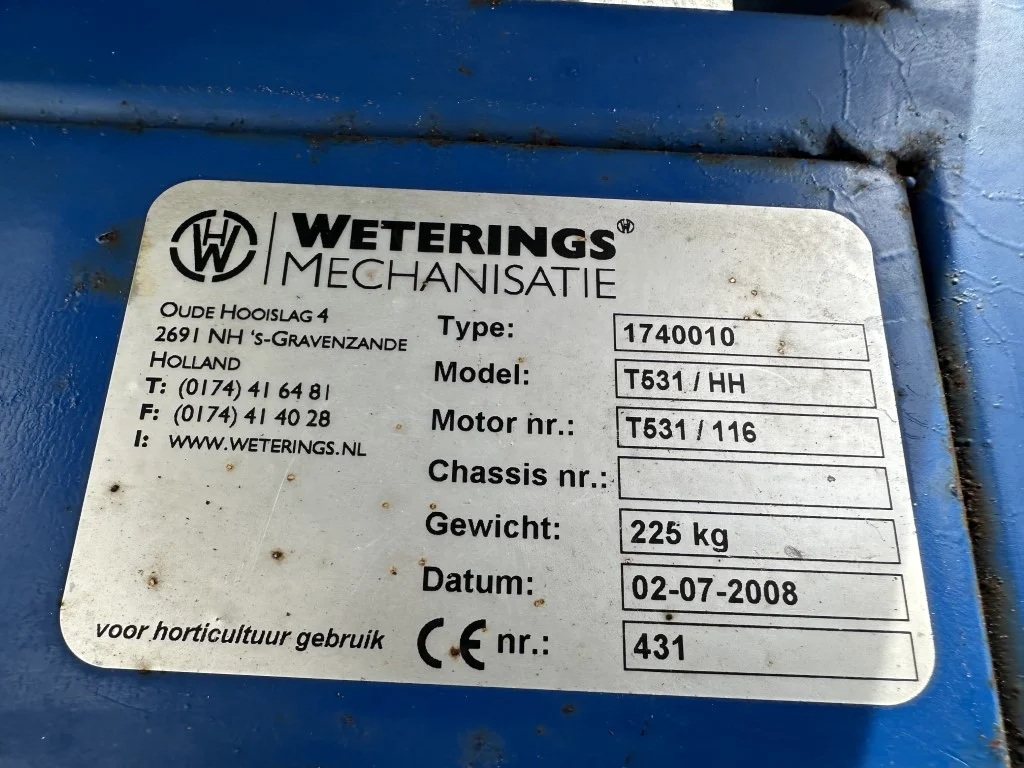 WETERINGS
MECHANISATIE
OUDE HOOISLAG 4
2691 NH 'S-GRAVENZANDE
HOLLAND
T: (0174) 41 64 81
F: (0174) 41 40 28
I: WWW.WETERINGS.NL
Type: 1740010
Model: T531 / HH
Motor nr.: T531 / 116
Chassis nr.:
Gewicht: 225 kg
Datum: 02-07-2008
CE nr.: 431
voor horticultuur gebruik